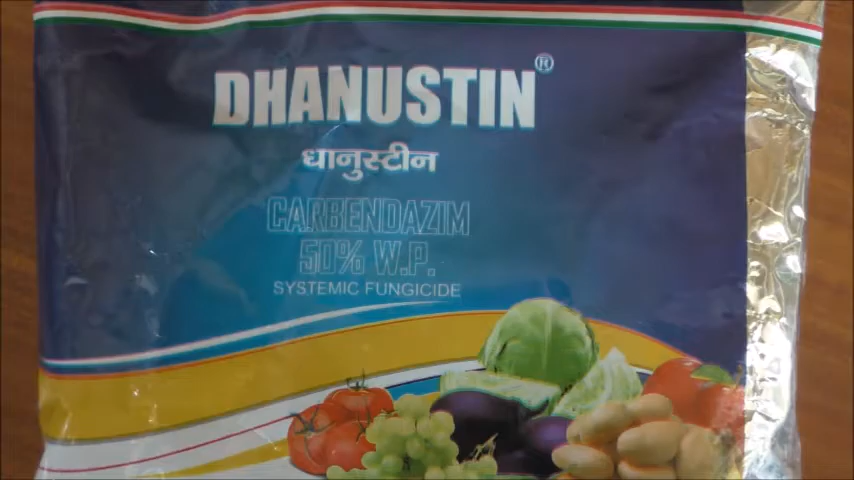 DHANUSTIN®
धानुस्टीन
CARBENDAZIM
50% W.P.
SYSTEMIC FUNGICIDE